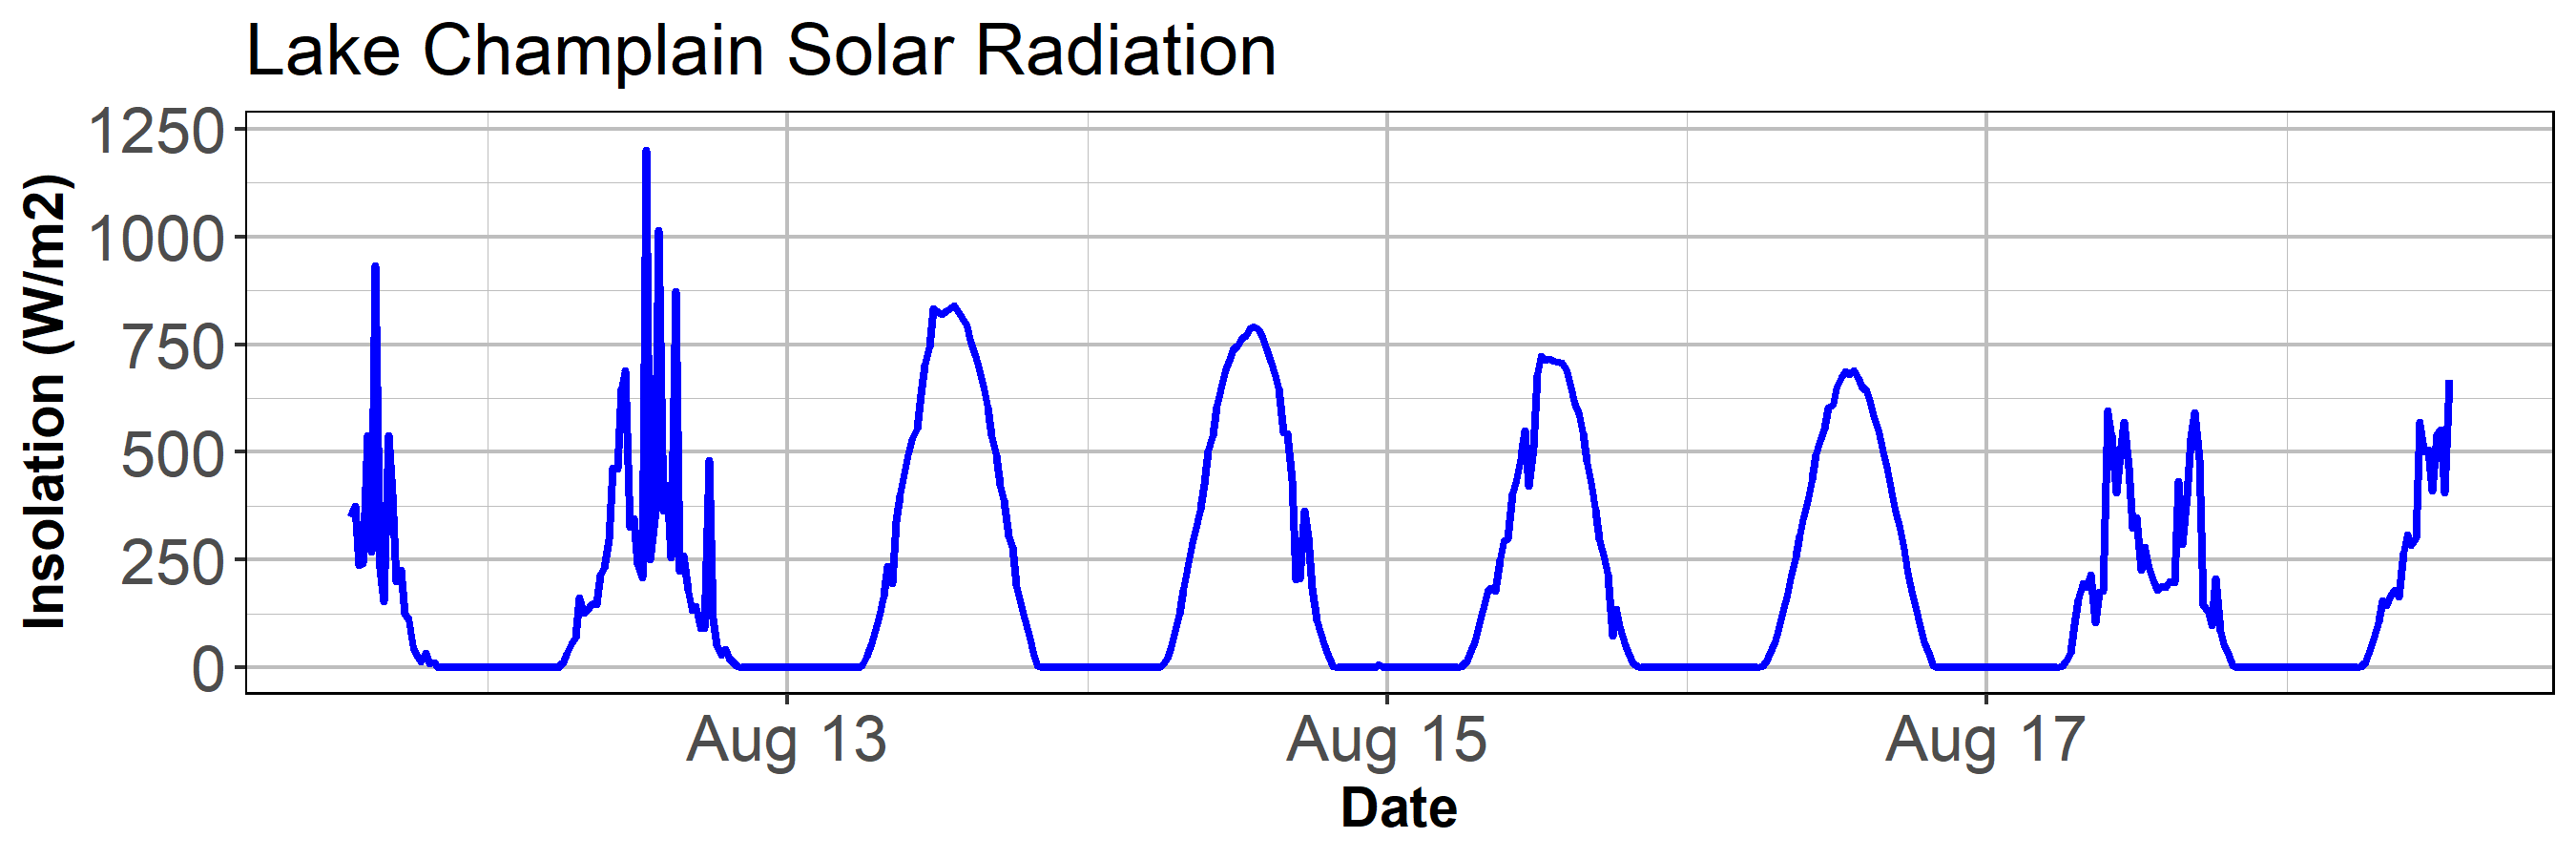 Lake Champlain Solar Radiation
Insolation (W/m2)
1250
1000
750
500
250
0
Aug 13 Aug 15 Aug 17
Date